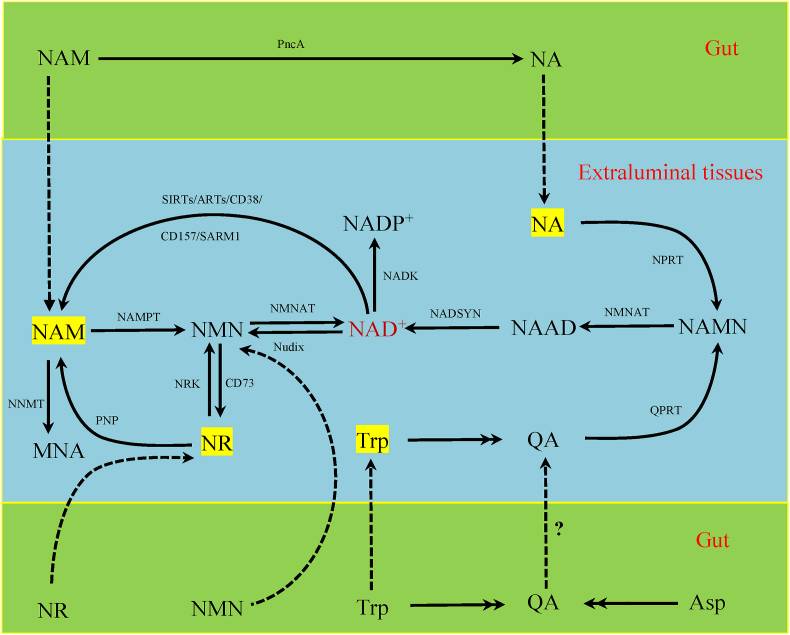 PncA
NAM
NA
Gut
Extraluminal tissues
SIRTs/ARTs/CD38/
CD157/SARM1
NADP+
NA
NPRT
NADK
NAM
NAMPT
NMN
NMNAT
NAD+
NADSYN
NAAD
NMNAT
NAMN
Nudix
NRK
CD73
NNMT
PNP
QPRT
MNA
NR
Trp
QA
?
Gut
NR
NMN
Trp
QA
Asp